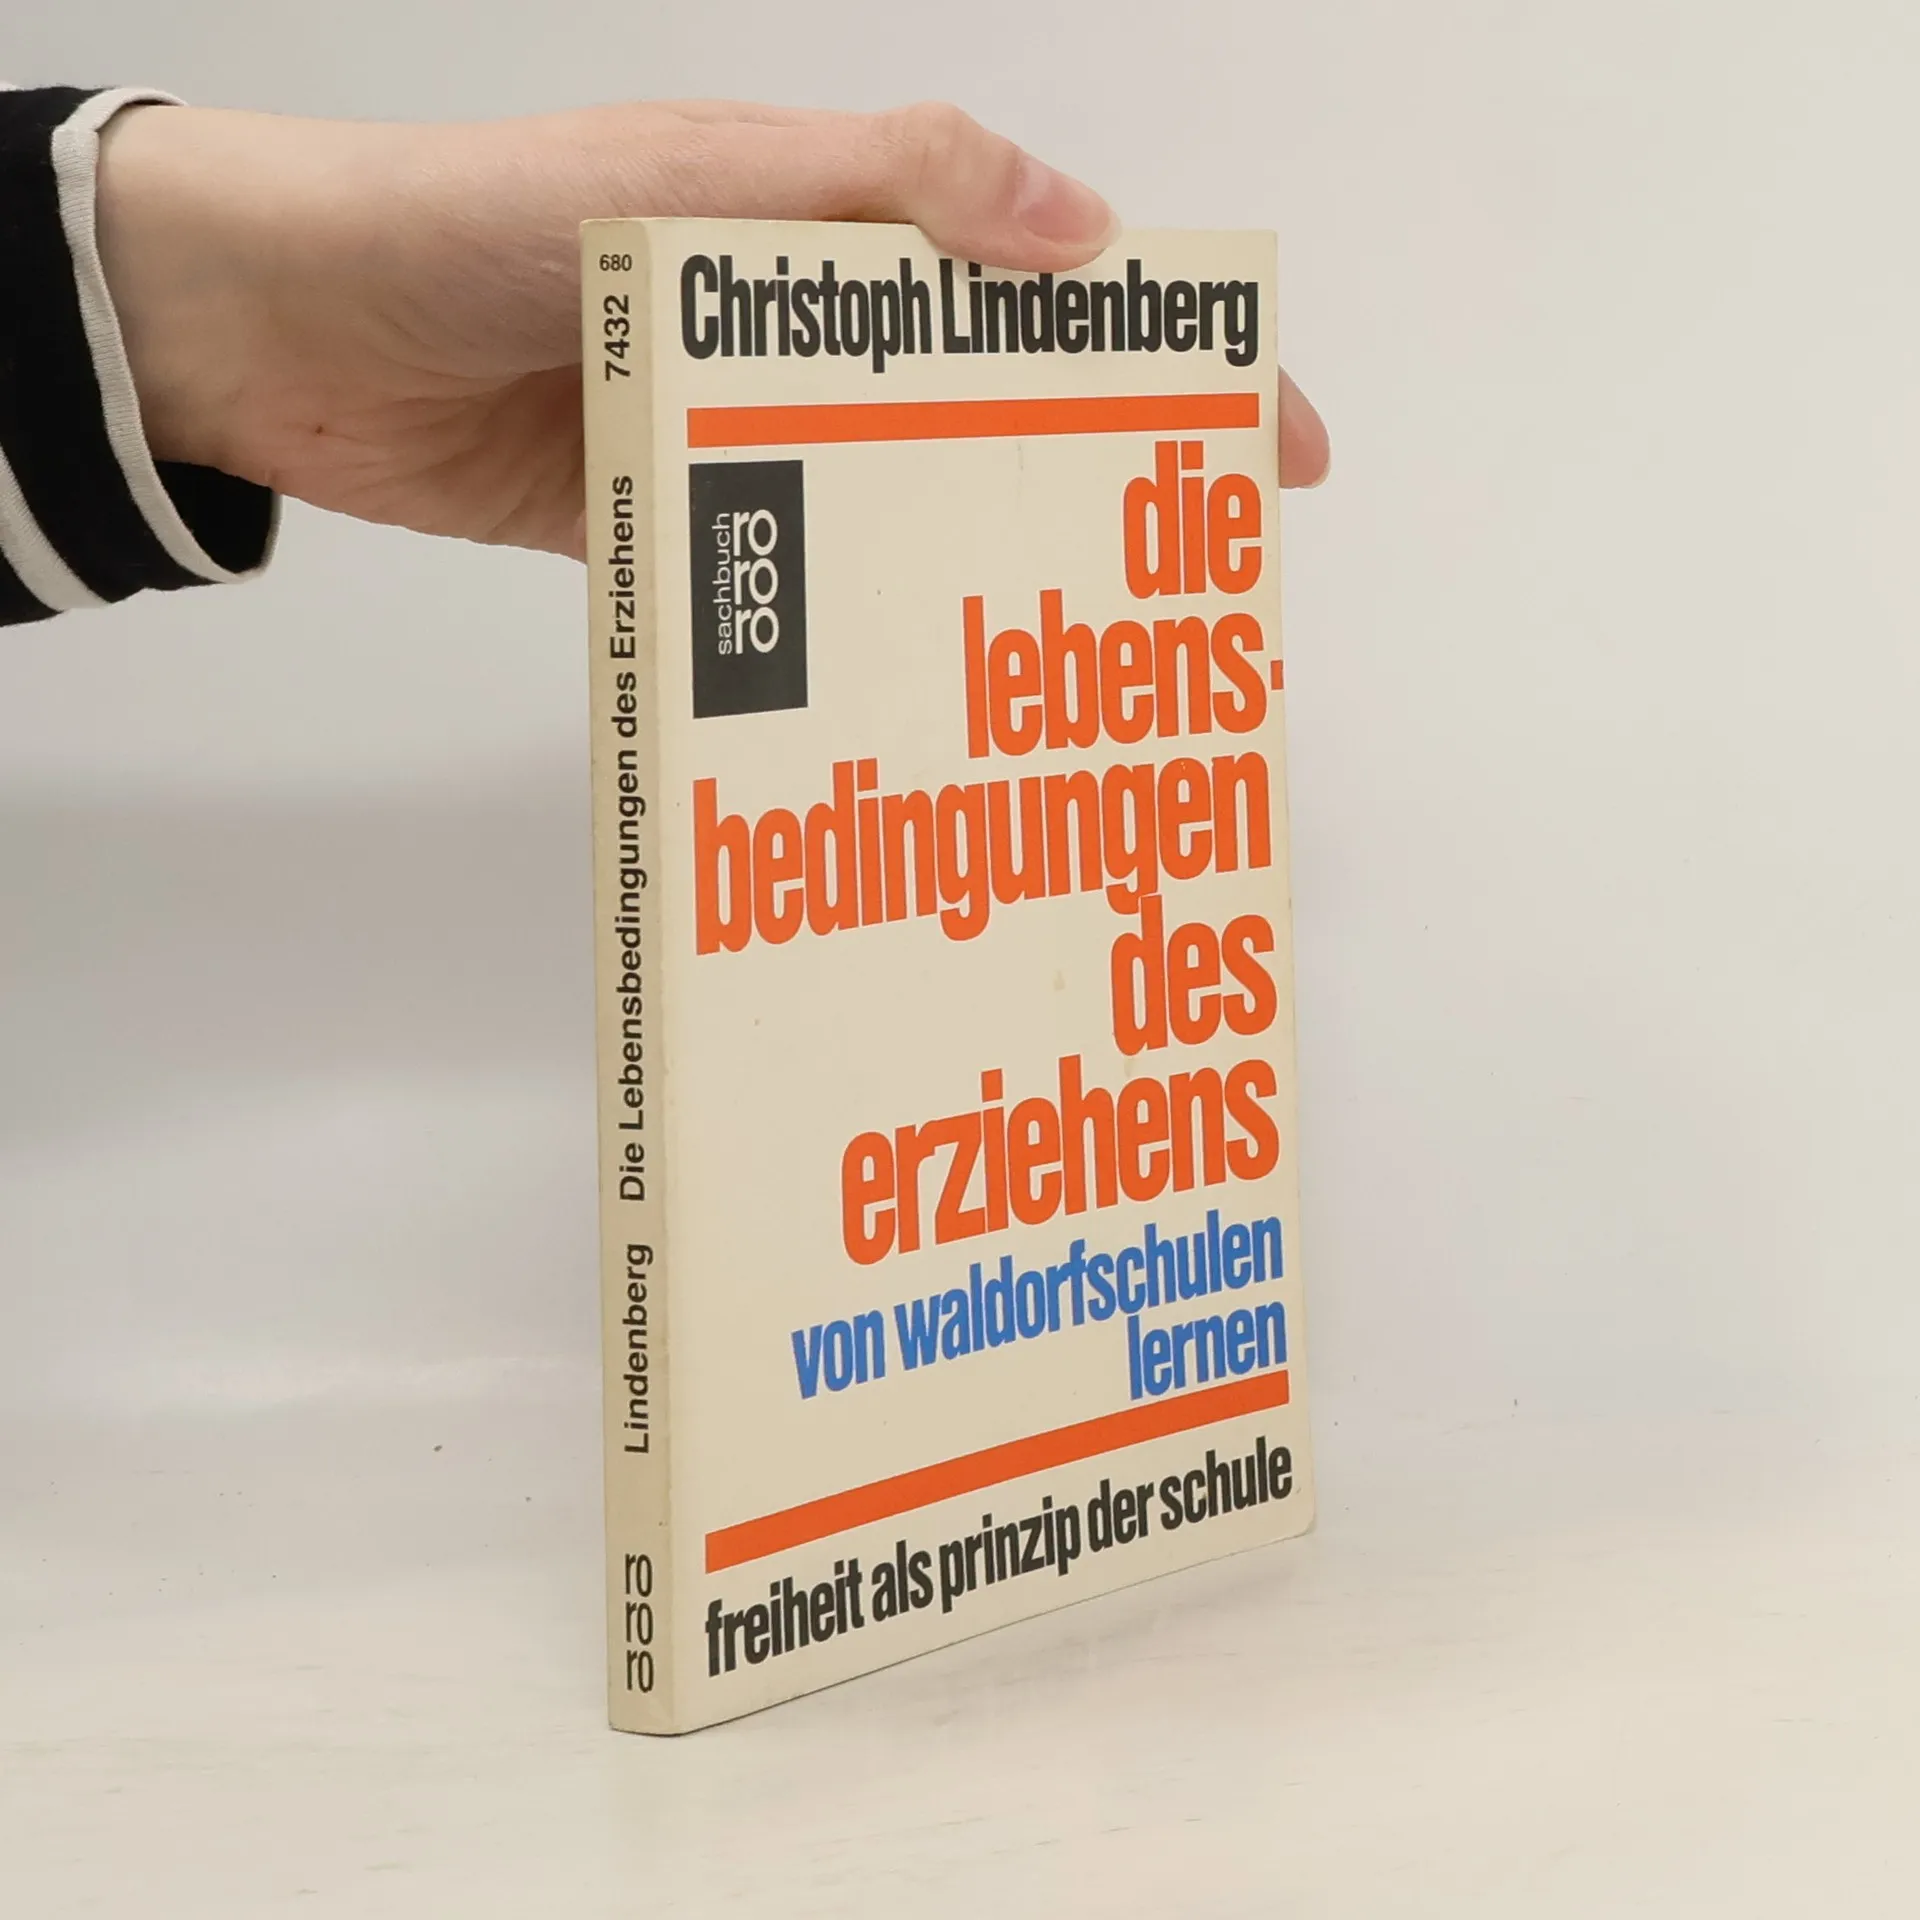 680
7432
Lindenberg Die Lebensbedingungen des Erziehens
rororo
Christoph Lindenberg
sachbuch
rororo
die
lebens-
bedingungen
des
erziehens
von waldorfschulen
lernen
freiheit als prinzip der schule